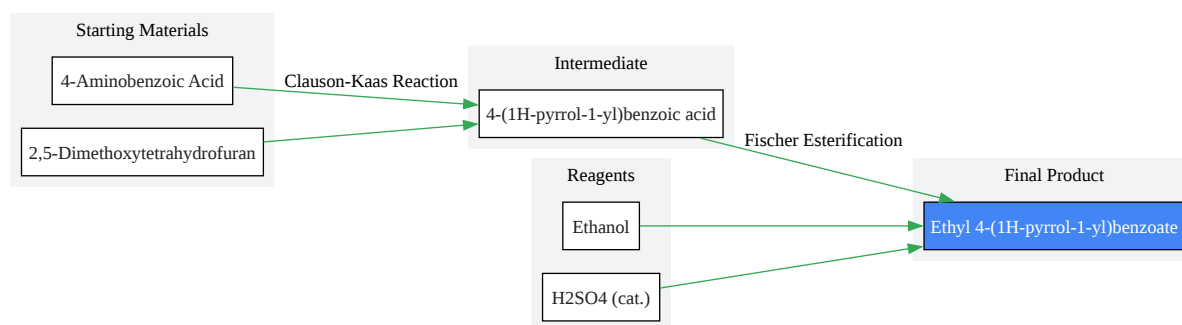 Starting Materials
4-Aminobenzoic Acid
2,5-Dimethoxytetrahydrofuran
Clauson-Kaas Reaction
Intermediate
4-(1H-pyrrol-1-yl)benzoic acid
Fischer Esterification
Reagents
Ethanol
H2SO4 (cat.)
Final Product
Ethyl 4-(1H-pyrrol-1-yl)benzoate